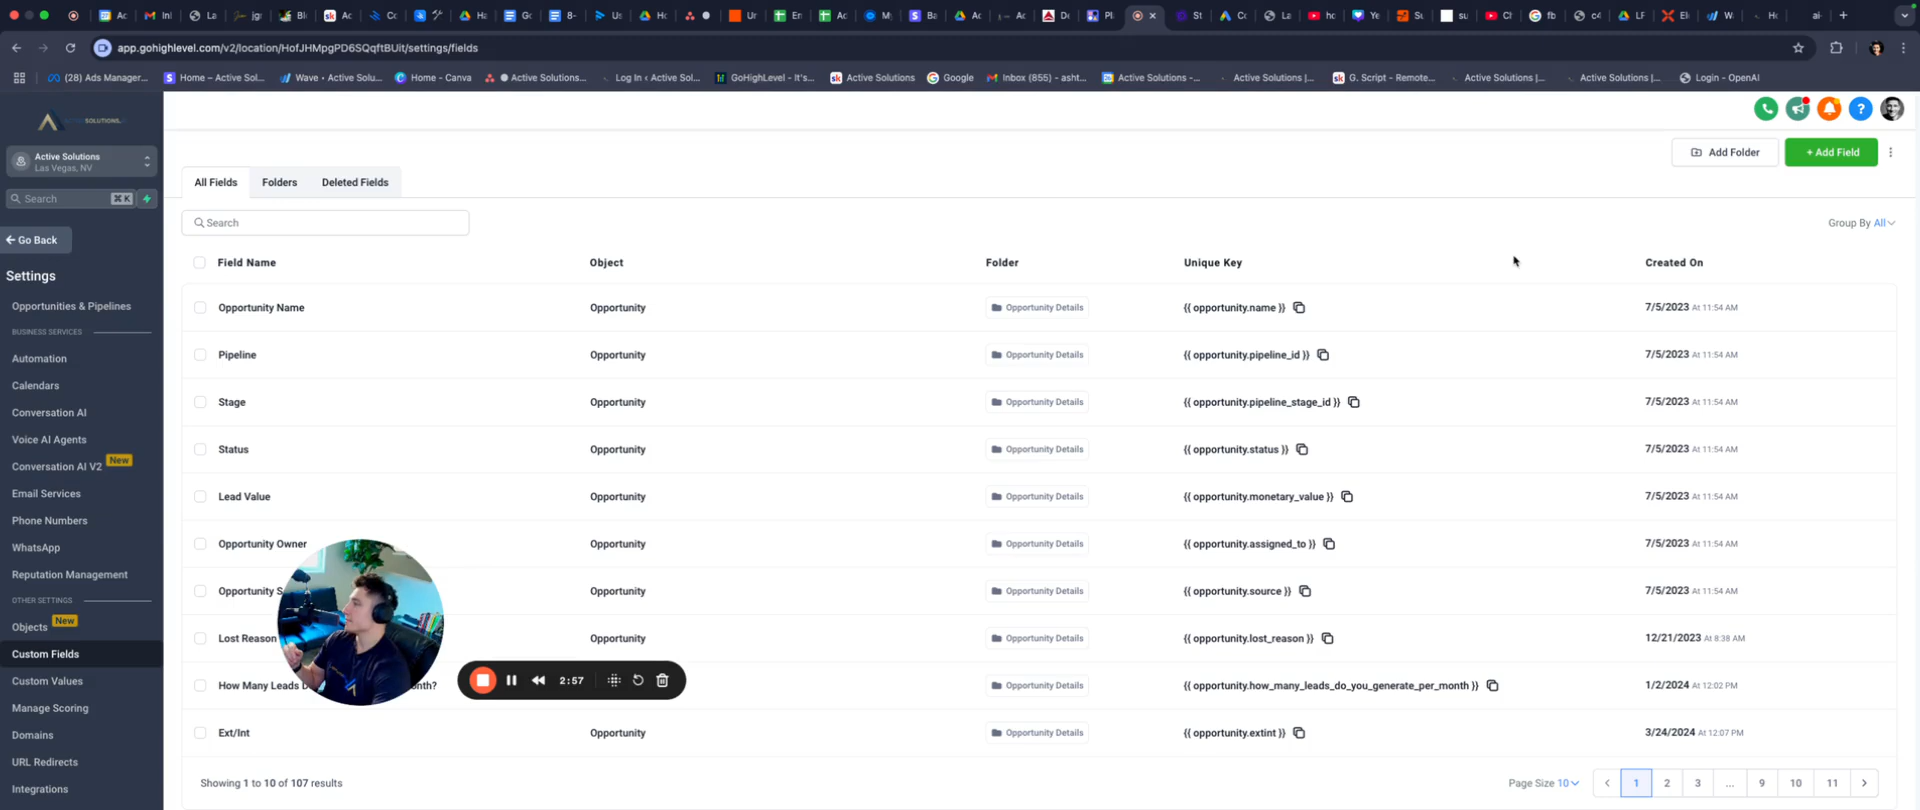 app.gohighlevel.com/v2/location/HofJHMpgPD6SQqftBUit/settings/fields
(28) Ads Manager... Home – Active Sol... Wave • Active Solu... Home - Canva Active Solutions... Log In ‹ Active Sol... GoHighLevel - It's... Active Solutions Google Inbox (855) - asht... Active Solutions -... Active Solutions |... G. Script - Remote... Active Solutions |... Active Solutions |... Login - OpenAI
SOLUTIONS
Active Solutions
Las Vegas, NV
Search ⌘ K
Go Back
Settings
Opportunities & Pipelines
BUSINESS SERVICES
Automation
Calendars
Conversation AI
Voice AI Agents
Conversation AI V2 New
Email Services
Phone Numbers
WhatsApp
Reputation Management
OTHER SETTINGS
Objects New
Custom Fields
Custom Values
Manage Scoring
Domains
URL Redirects
Integrations
Add Folder + Add Field
All Fields Folders Deleted Fields
Search
Group By All
Field Name Object Folder Unique Key Created On
Opportunity Name Opportunity Opportunity Details {{ opportunity.name }} 7/5/2023 At 11:54 AM
Pipeline Opportunity Opportunity Details {{ opportunity.pipeline_id }} 7/5/2023 At 11:54 AM
Stage Opportunity Opportunity Details {{ opportunity.pipeline_stage_id }} 7/5/2023 At 11:54 AM
Status Opportunity Opportunity Details {{ opportunity.status }} 7/5/2023 At 11:54 AM
Lead Value Opportunity Opportunity Details {{ opportunity.monetary_value }} 7/5/2023 At 11:54 AM
Opportunity Owner Opportunity Opportunity Details {{ opportunity.assigned_to }} 7/5/2023 At 11:54 AM
Opportunity S Opportunity Opportunity Details {{ opportunity.source }} 7/5/2023 At 11:54 AM
Lost Reason Opportunity Opportunity Details {{ opportunity.lost_reason }} 12/21/2023 At 8:38 AM
How Many Leads D onth? Opportunity Opportunity Details {{ opportunity.how_many_leads_do_you_generate_per_month }} 1/2/2024 At 12:02 PM
Ext/Int Opportunity Opportunity Details {{ opportunity.extint }} 3/24/2024 At 12:07 PM
2:57
Showing 1 to 10 of 107 results
Page Size 10 1 2 3 ... 9 10 11